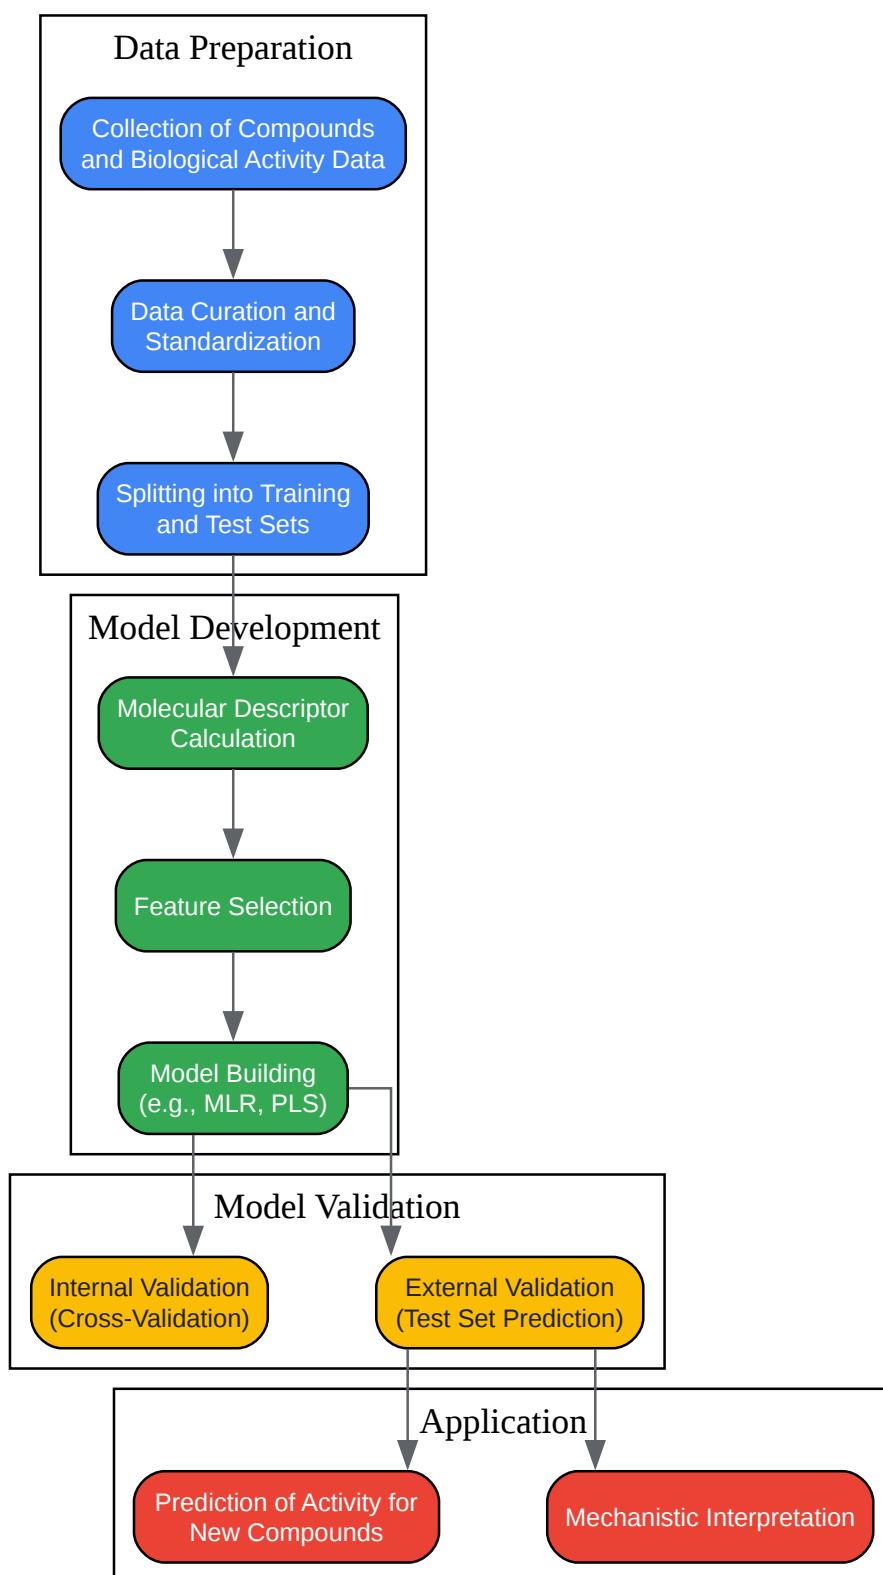 Data Preparation
Collection of Compounds
and Biological Activity Data
Data Curation and
Standardization
Splitting into Training
and Test Sets
Model Development
Molecular Descriptor
Calculation
Feature Selection
Model Building
(e.g., MLR, PLS)
Model Validation
Internal Validation
(Cross-Validation)
External Validation
(Test Set Prediction)
Application
Prediction of Activity for
New Compounds
Mechanistic Interpretation